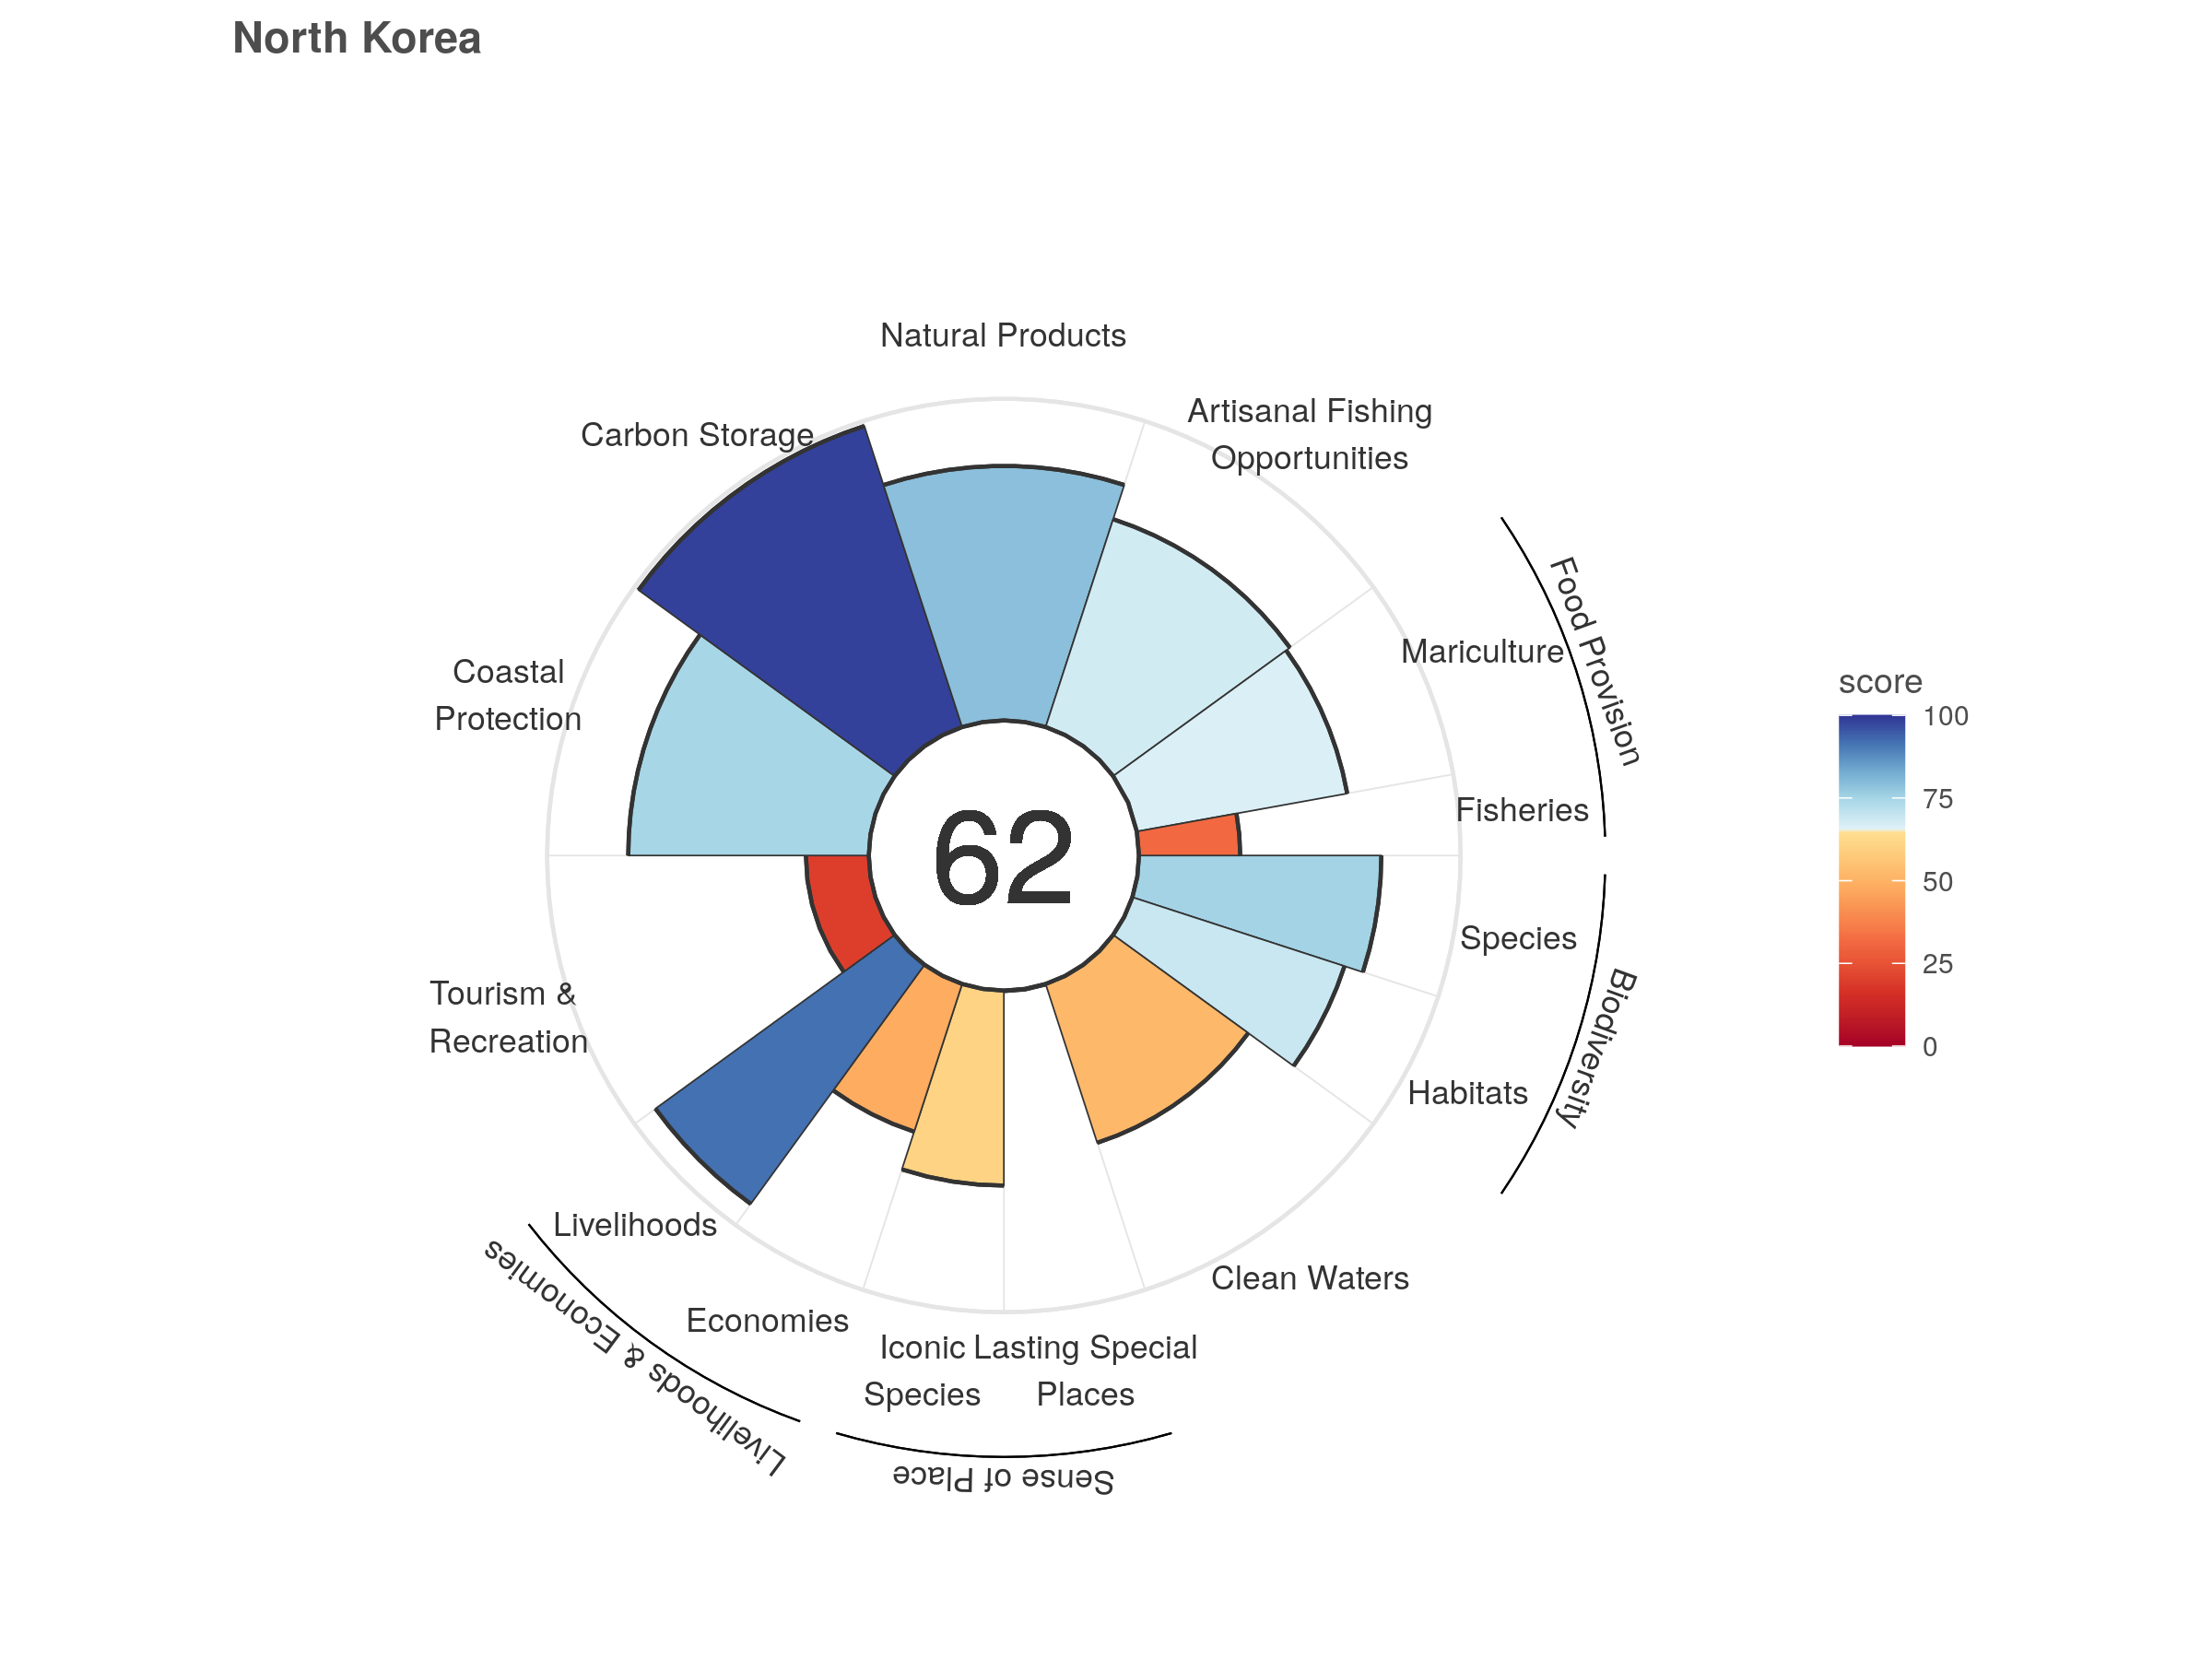 North Korea
Natural Products
Artisanal Fishing
Opportunities
Carbon Storage
Food Provision
Mariculture
Coastal
Protection
score
100
75
50
25
0
Fisheries
62
Species
Biodiversity
Tourism &
Recreation
Habitats
Livelihoods
Clean Waters
Economies
Livelihoods & Economies
Iconic
Species
Lasting Special
Places
Sense of Place